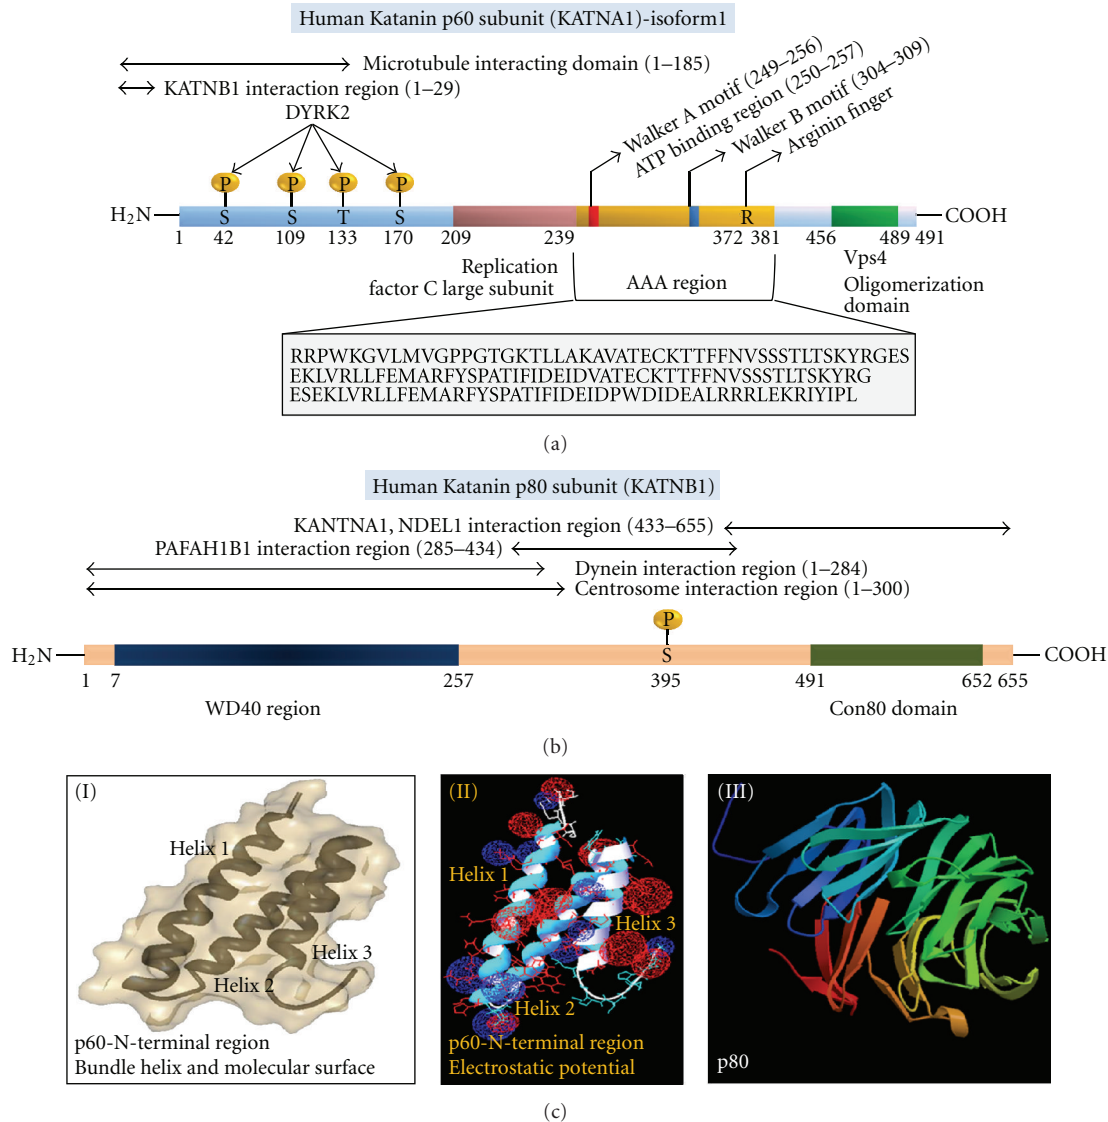 Human Katanin p60 subunit (KATNA1)-isoform1
Microtubule interacting domain (1–185)
KATNB1 interaction region (1–29)
DYRK2
Walker A motif (249–256)
ATP binding region (250–257)
Walker B motif (304–309)
Arginin finger
P P P P
H2N S S T S R COOH
1 42 109 133 170 209 239 372 381 456 489 491
Replication
factor C large subunit
AAA region
Vps4
Oligomerization
domain
RRPWKGVLMVGPPGTGKTLLAKAVATECKTTFFNVSSSTLTSKYRGES
EKLVRLLFEMARFYSPATIFIDEIDVATECKTTFFNVSSSTLTSKYRG
ESEKLVRLLFEMARFYSPATIFIDEIDPWDIDEALRRRLEKRIYIPL
(a)
Human Katanin p80 subunit (KATNB1)
KANTNA1, NDEL1 interaction region (433–655)
PAFAH1B1 interaction region (285–434)
Dynein interaction region (1–284)
Centrosome interaction region (1–300)
P
H2N S COOH
1 7 257 395 491 652 655
WD40 region
Con80 domain
(b)
(I)
Helix 1
Helix 3
Helix 2
p60-N-terminal region
Bundle helix and molecular surface
(II)
Helix 1
Helix 3
Helix 2
p60-N-terminal region
Electrostatic potential
(III)
p80
(c)